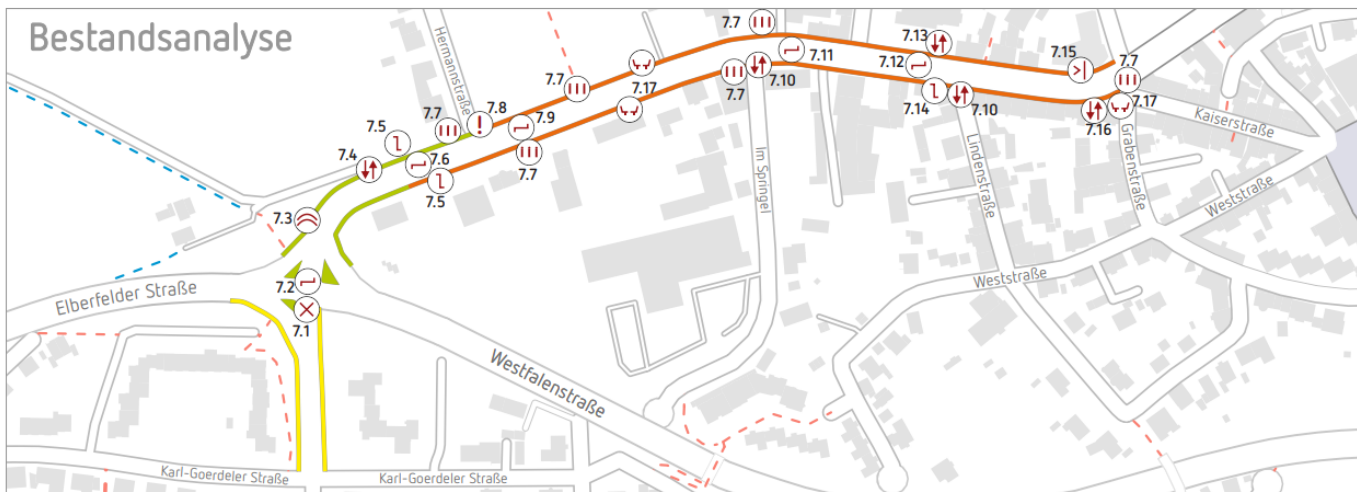 Bestandsanalyse
Hermannstraße
7.7
7.13
7.15
7.7
7.11
7.12
7.8
7.7
7.17
7.7
7.10
7.14
7.10
7.16
7.17
7.5
7.7
7.9
7.4
7.6
7.7
7.5
Kaiserstraße
Grabenstraße
Lindenstraße
Im Springel
Weststraße
7.3
Weststraße
7.2
Elberfelder Straße
7.1
Westfalenstraße
Karl-Goerdeler Straße
Karl-Goerdeler Straße